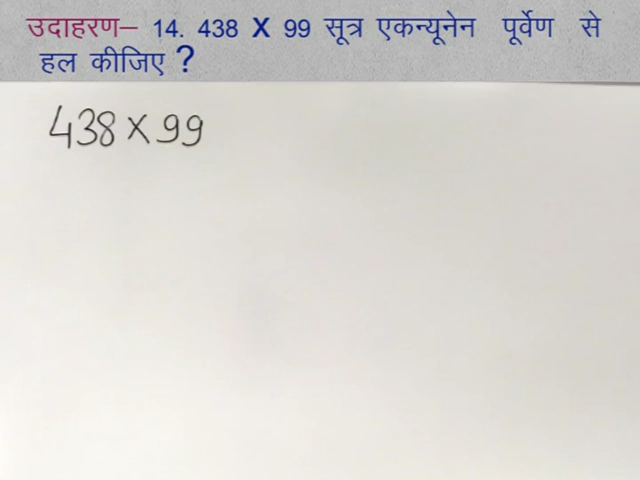 उदाहरण– 14. 438 X 99 सूत्र एकन्यूनेन पूर्वेण से
हल कीजिए ?
438 × 99